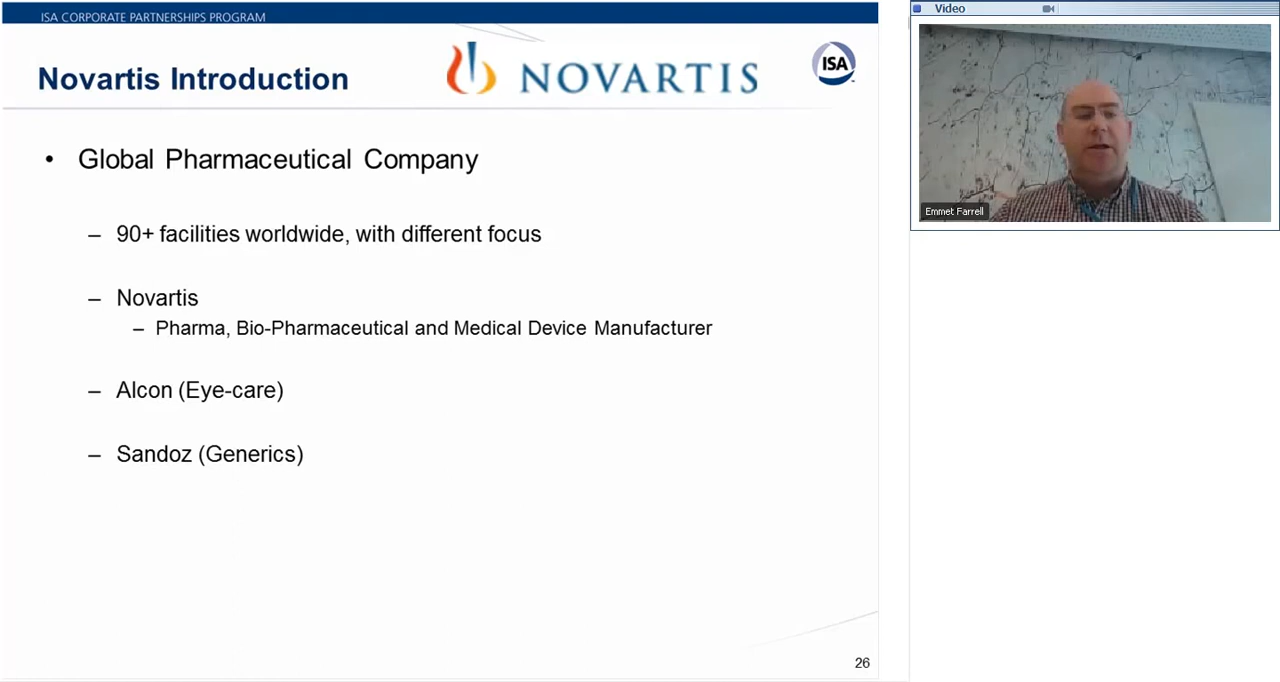 ISA CORPORATE PARTNERSHIPS PROGRAM
Novartis Introduction
NOVARTIS
ISA
• Global Pharmaceutical Company
– 90+ facilities worldwide, with different focus
– Novartis
– Pharma, Bio-Pharmaceutical and Medical Device Manufacturer
– Alcon (Eye-care)
– Sandoz (Generics)
26
Video
Emmet Farrell